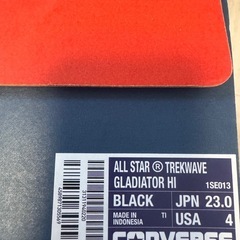 ALL STAR Ⓡ TREKWAVE
GLADIATOR HI 1SE013
BLACK JPN 23.0
MADE IN INDONESIA TI USA 4
CONVERSE